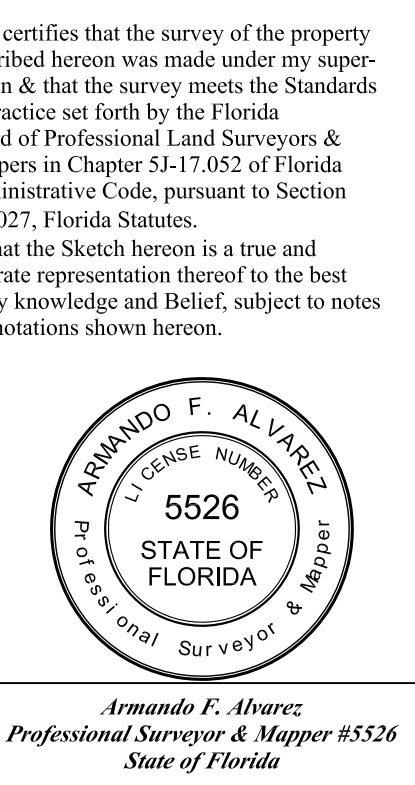 certifies that the survey of the property
ribed hereon was made under my super-
n & that the survey meets the Standards
ractice set forth by the Florida
rd of Professional Land Surveyors &
pers in Chapter 5J-17.052 of Florida
inistrative Code, pursuant to Section
027, Florida Statutes.
hat the Sketch hereon is a true and
rate representation thereof to the best
y knowledge and Belief, subject to notes
notations shown hereon.
ARMANDO F. ALVAREZ
LICENSE NUMBER
5526
STATE OF
FLORIDA
Professional Surveyor & Mapper
Armando F. Alvarez
Professional Surveyor & Mapper #5526
State of Florida